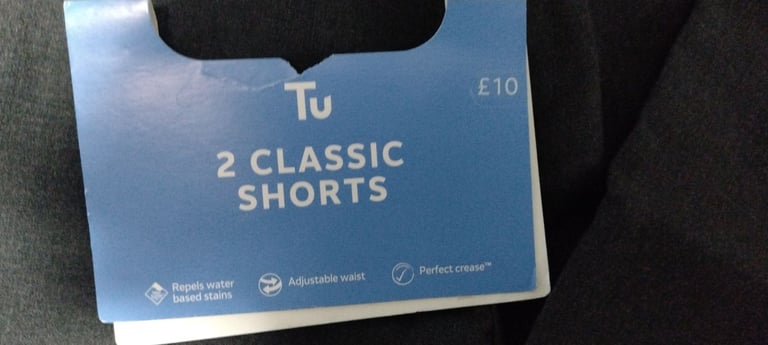 Tu
£10
2 CLASSIC
SHORTS
Repels water
based stains
Adjustable waist
Perfect crease™